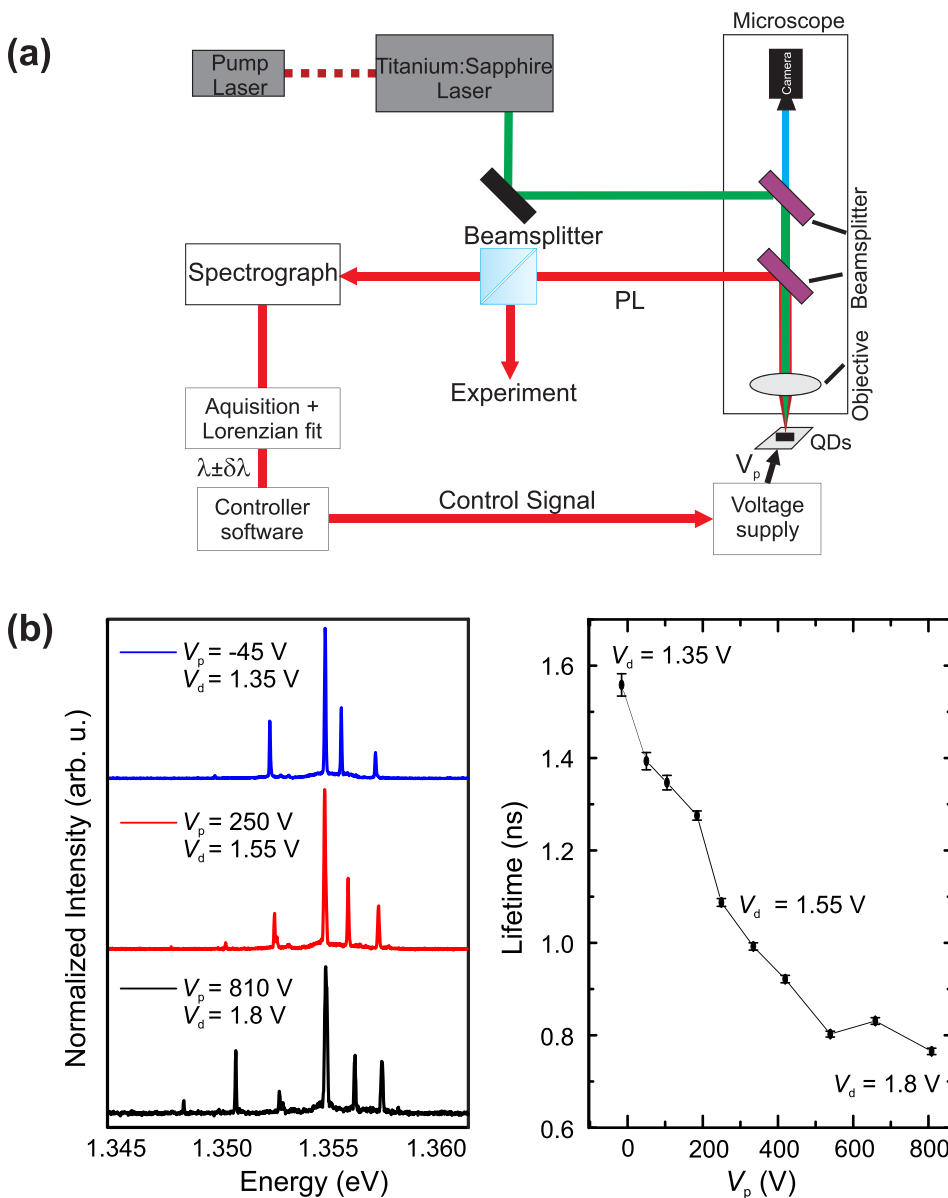 (a)
Microscope
Pump
Laser
Titanium:Sapphire
Laser
Camera
Beamsplitter
Beamsplitter
Spectrograph
PL
Experiment
Objective
Aquisition +
Lorenzian fit
QDs
λ±δλ
Vp
Controller
software
Control Signal
Voltage
supply
(b)
Normalized Intensity (arb. u.)
Vp = -45 V
Vd = 1.35 V
Vp = 250 V
Vd = 1.55 V
Vp = 810 V
Vd = 1.8 V
1.345 1.350 1.355 1.360
Energy (eV)
Lifetime (ns)
1.6
1.4
1.2
1.0
0.8
0.6
Vd = 1.35 V
Vd = 1.55 V
Vd = 1.8 V
0 200 400 600 800
Vp (V)